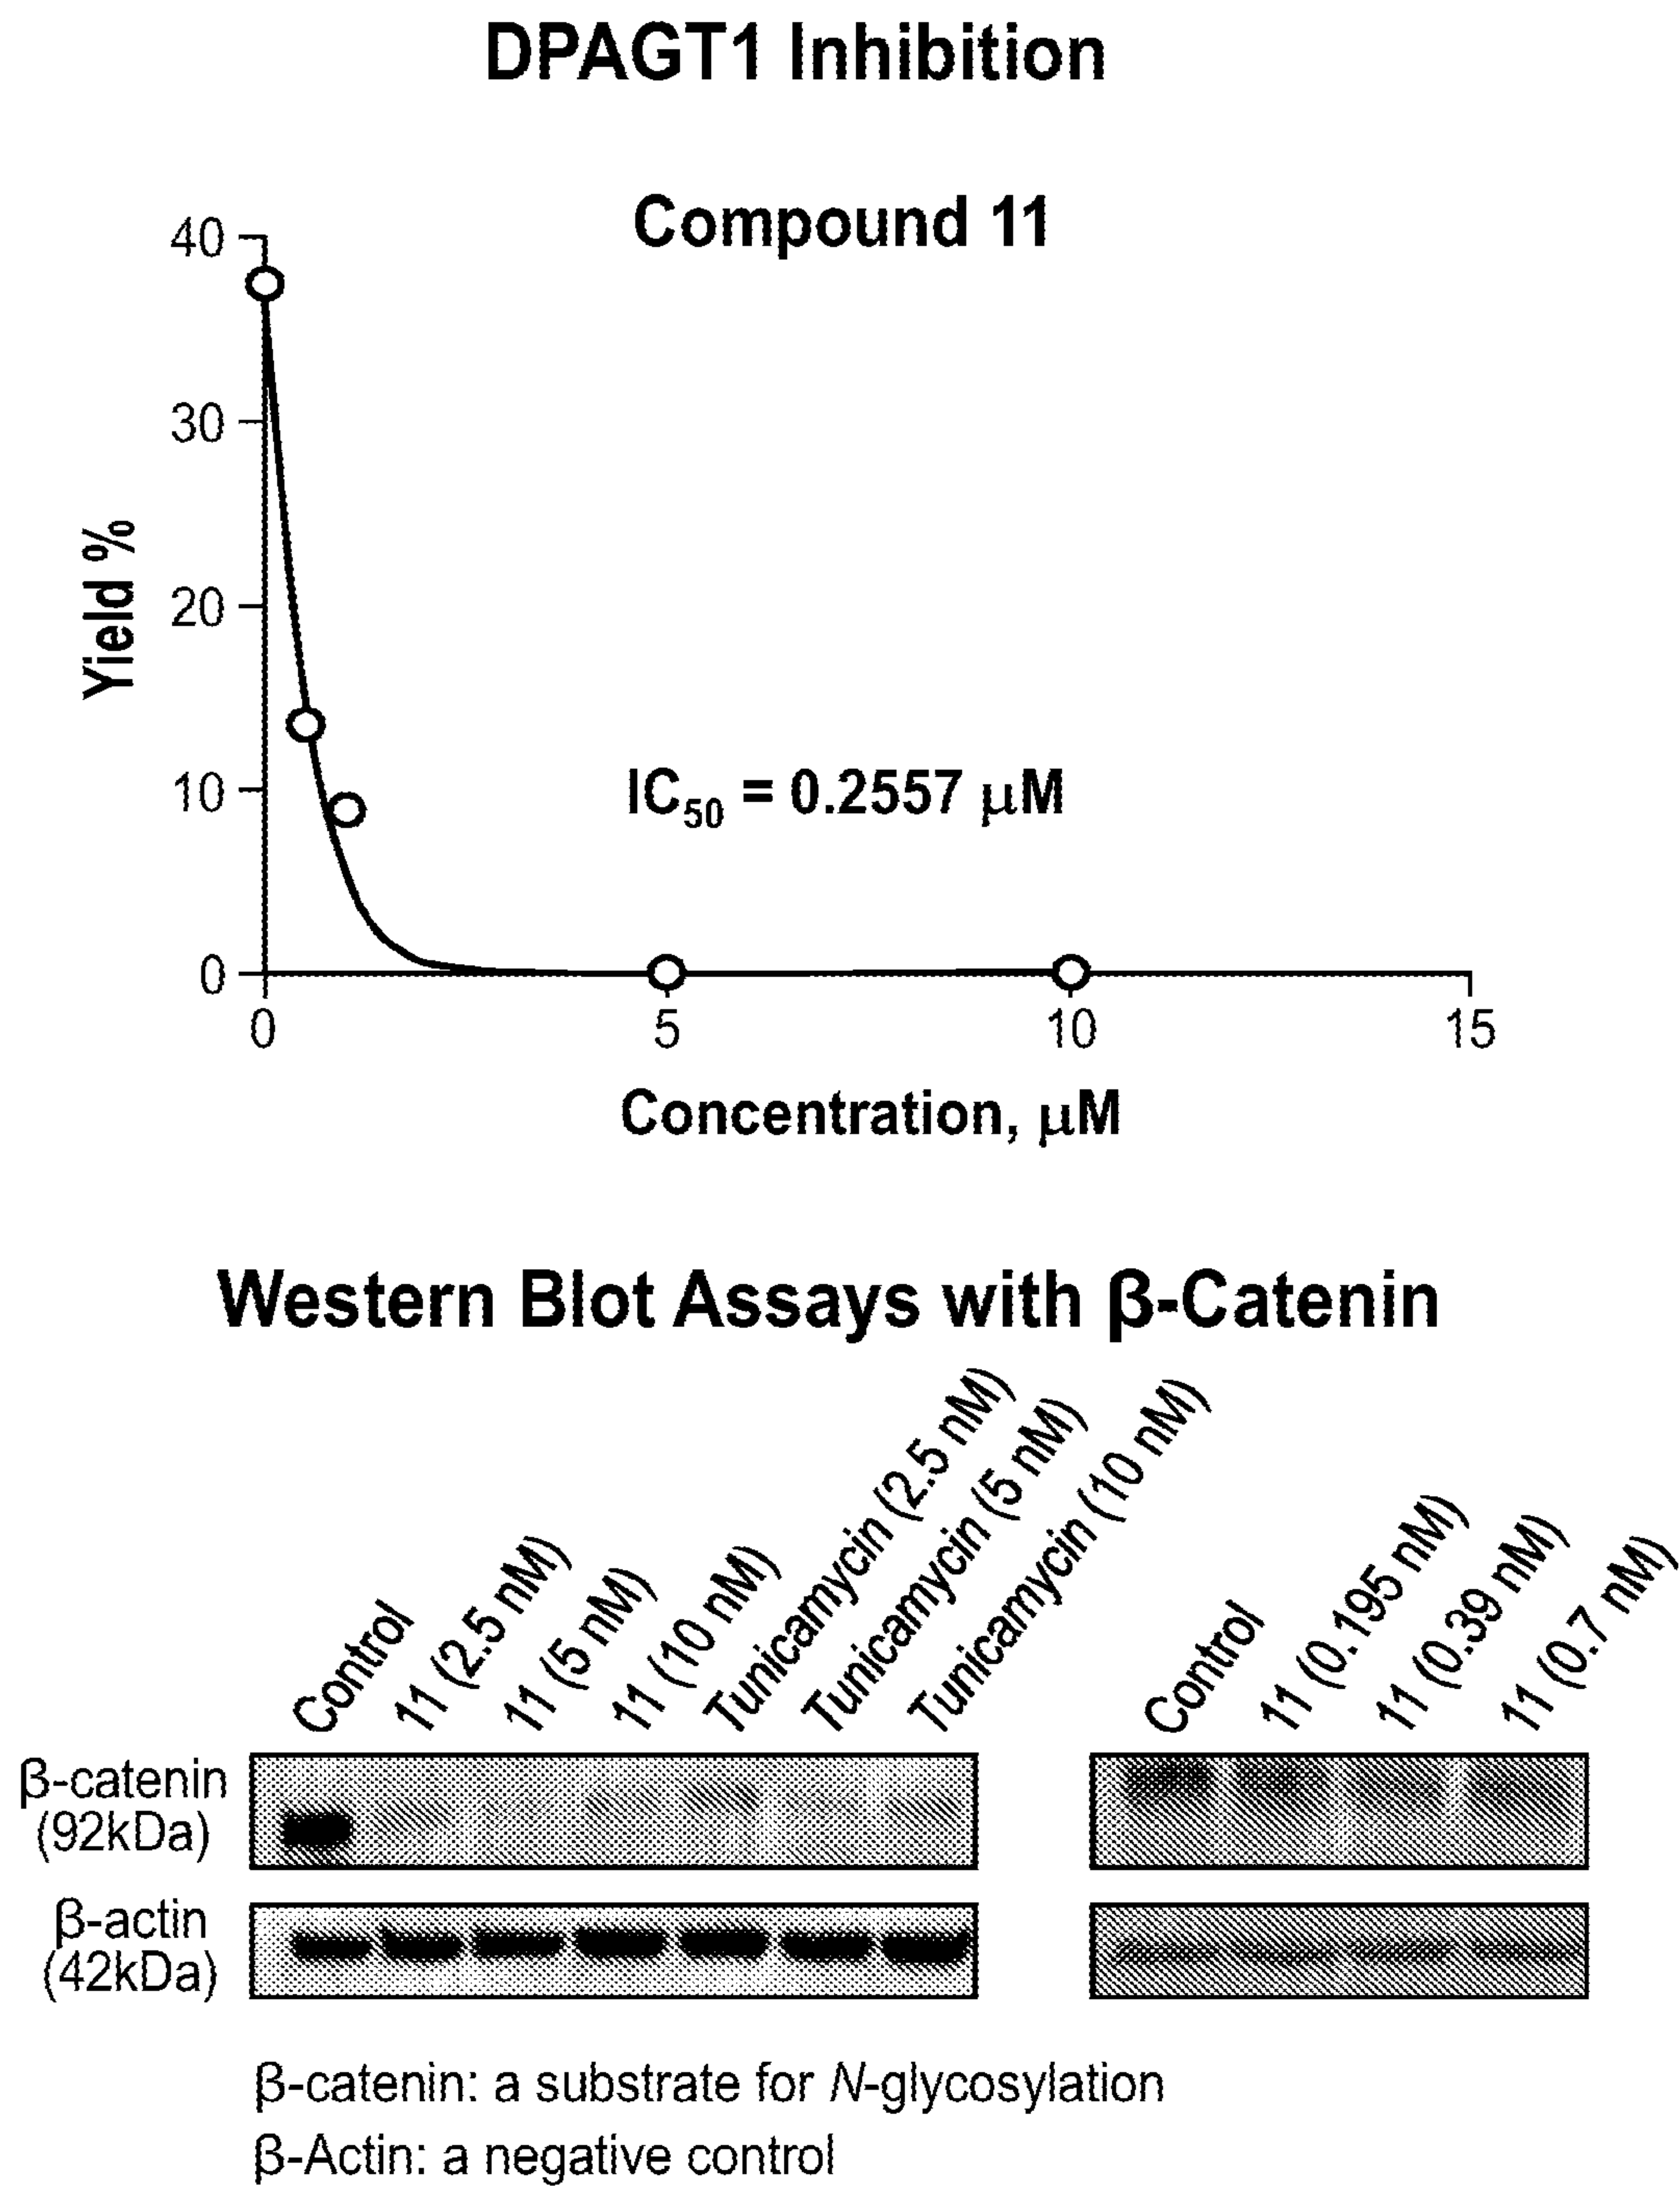 DPAGT1 Inhibition
Compound 11
40
30
20
10
0
Yield %
IC50 = 0.2557 μM
0 5 10 15
Concentration, μM
Western Blot Assays with β-Catenin
Control
11 (2.5 nM)
11 (5 nM)
11 (10 nM)
Tunicamycin (2.5 nM)
Tunicamycin (5 nM)
Tunicamycin (10 nM)
Control
11 (0.195 nM)
11 (0.39 nM)
11 (0.7 nM)
β-catenin
(92kDa)
β-actin
(42kDa)
β-catenin: a substrate for N-glycosylation
β-Actin: a negative control